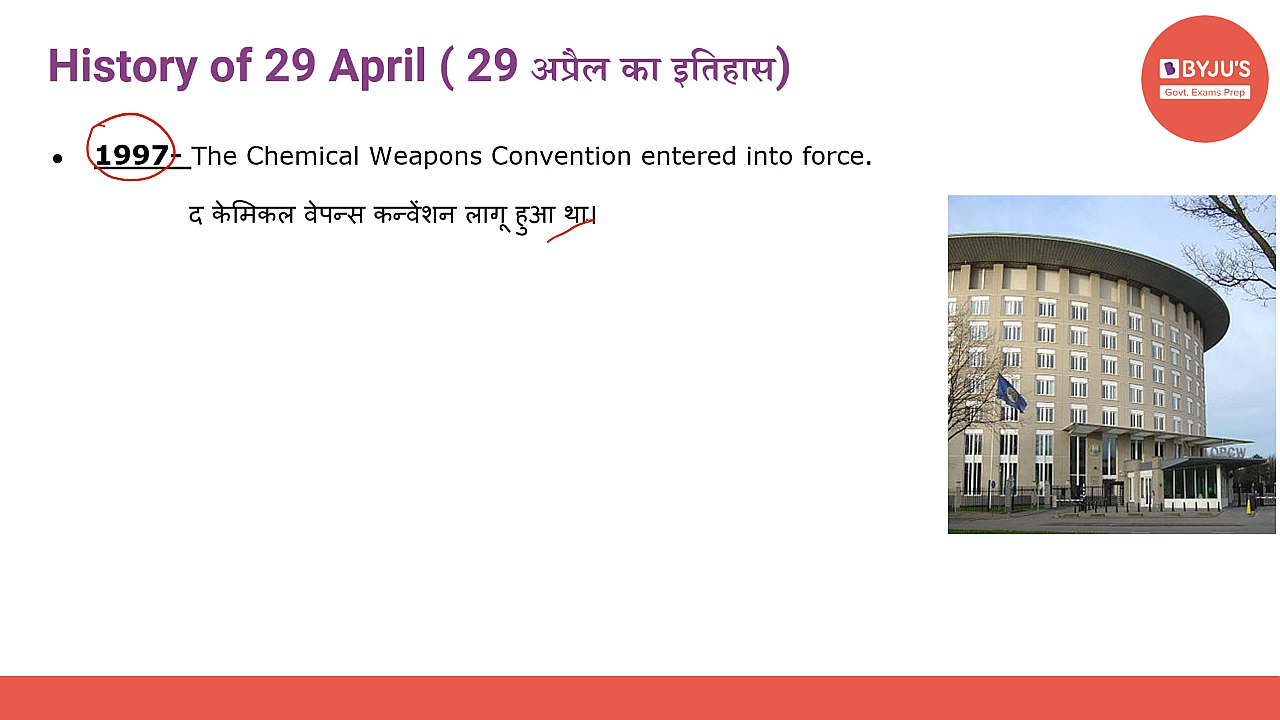 History of 29 April ( 29 अप्रैल का इतिहास)
BYJU'S
Govt. Exams Prep
● 1997- The Chemical Weapons Convention entered into force.
द केमिकल वेपन्स कन्वेंशन लागू हुआ था।
OPCW